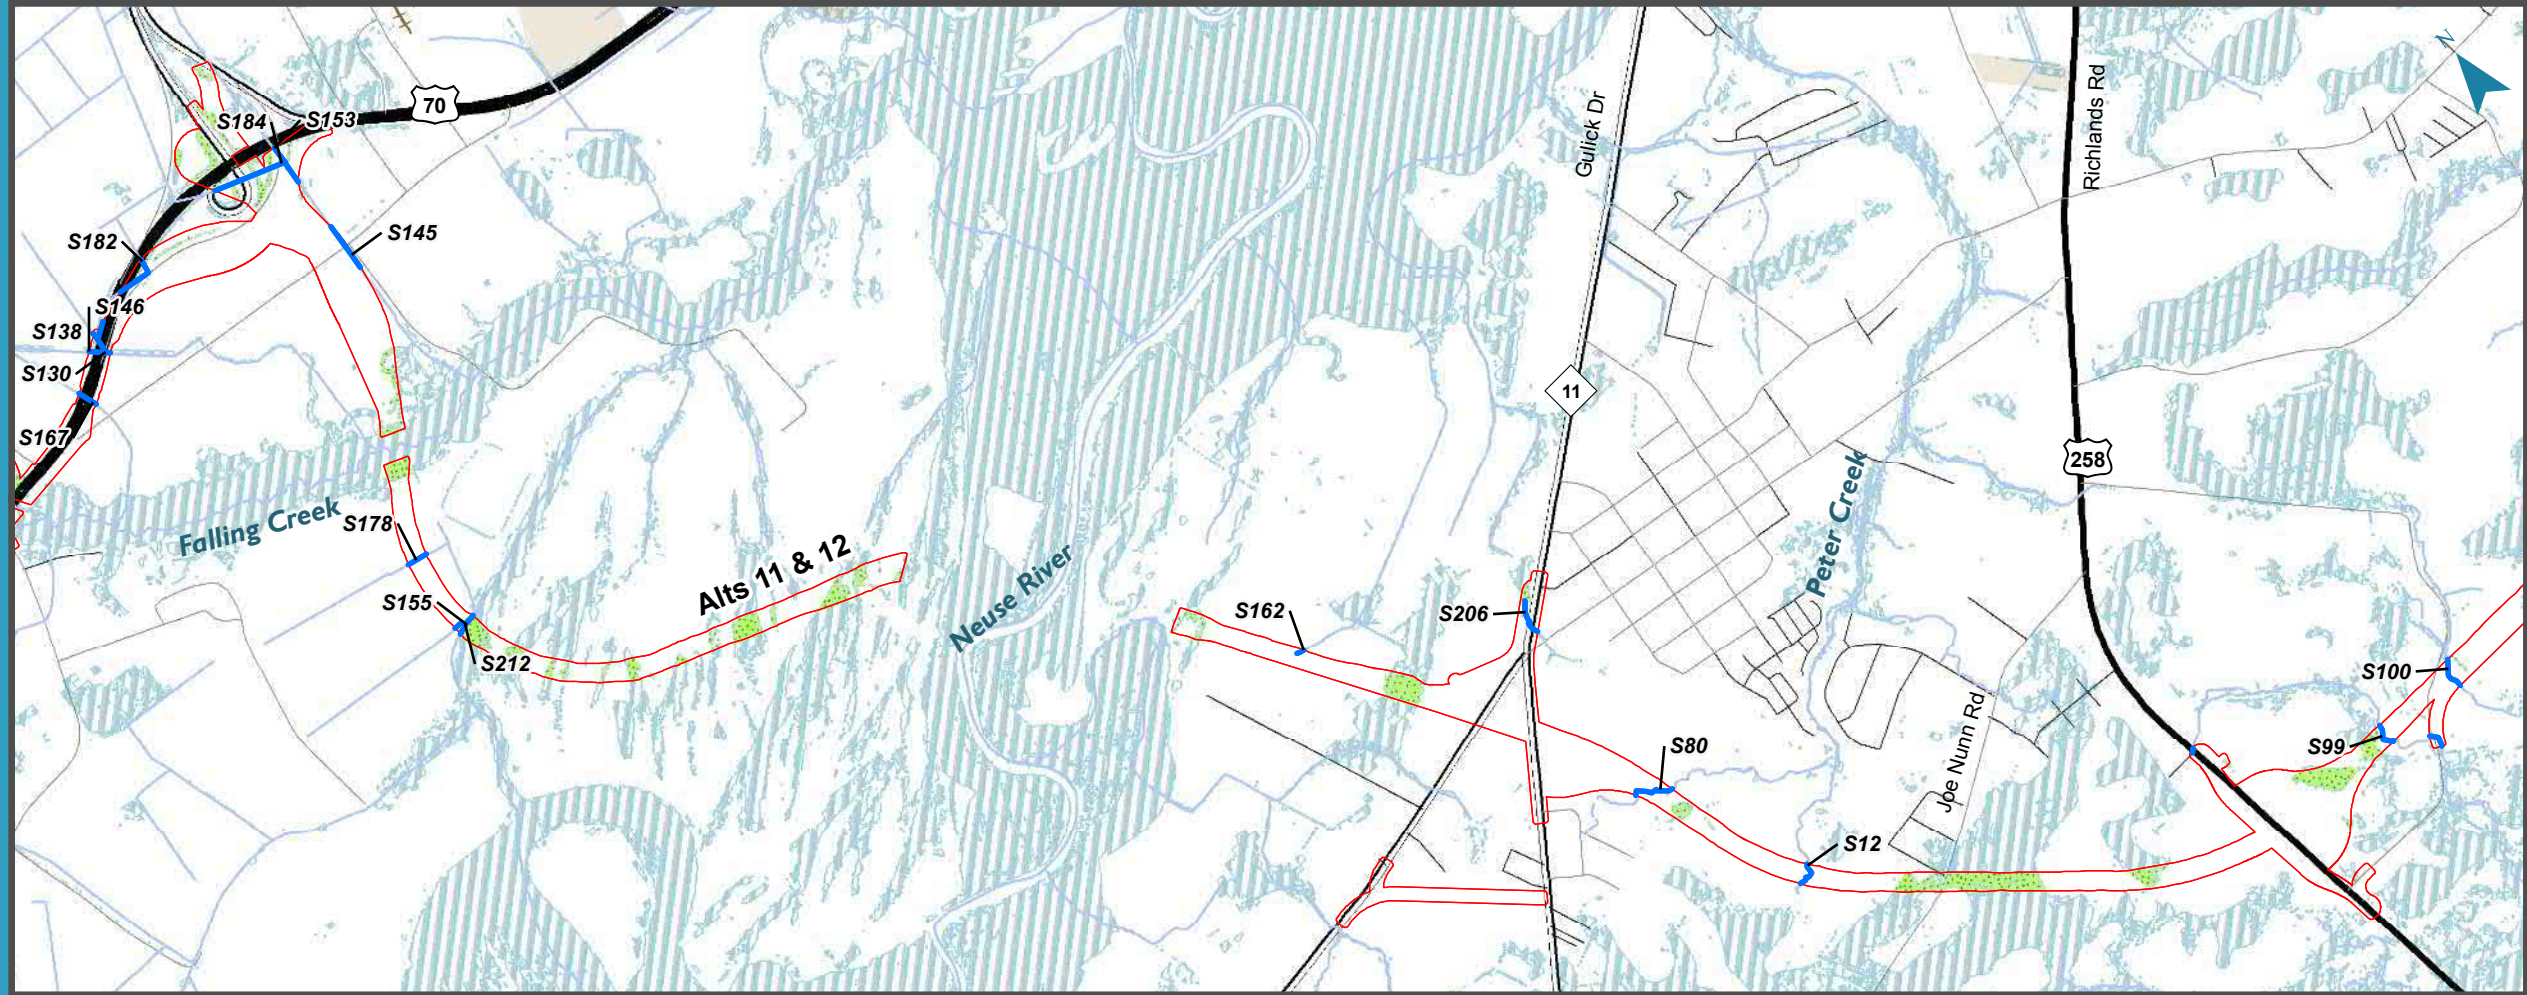 N
70
S184
S153
Gulick Dr
Richlands Rd
S182
S145
S146
S138
S130
11
S167
258
Falling Creek
S178
Peter Creek
Alts 11 & 12
Neuse River
S155
S162
S206
S212
S100
Joe Nunn Rd
S80
S99
S12